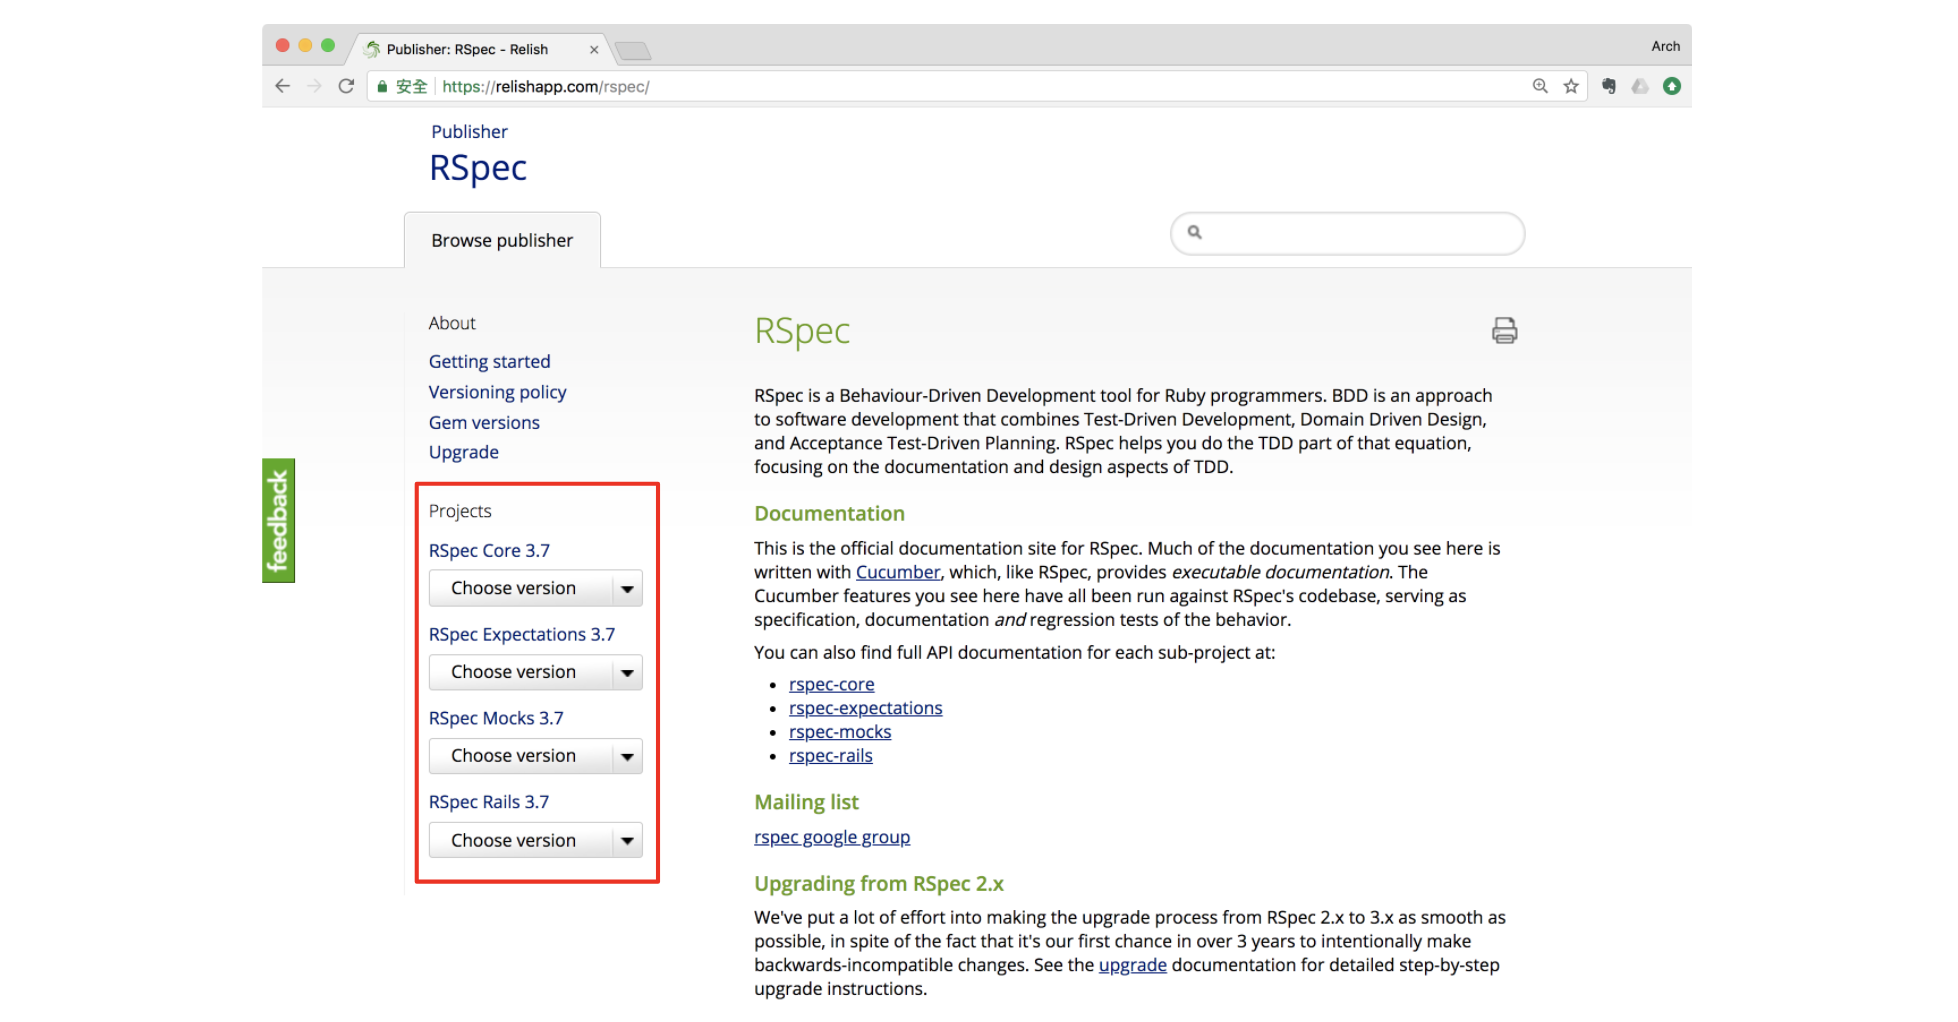 Publisher: RSpec - Relish
Arch
安全 https://relishapp.com/rspec/
Publisher
RSpec
Browse publisher
About
Getting started
Versioning policy
Gem versions
Upgrade
feedback
Projects
RSpec Core 3.7
Choose version
RSpec Expectations 3.7
Choose version
RSpec Mocks 3.7
Choose version
RSpec Rails 3.7
Choose version
RSpec
RSpec is a Behaviour-Driven Development tool for Ruby programmers. BDD is an approach
to software development that combines Test-Driven Development, Domain Driven Design,
and Acceptance Test-Driven Planning. RSpec helps you do the TDD part of that equation,
focusing on the documentation and design aspects of TDD.
Documentation
This is the official documentation site for RSpec. Much of the documentation you see here is
written with Cucumber, which, like RSpec, provides executable documentation. The
Cucumber features you see here have all been run against RSpec's codebase, serving as
specification, documentation and regression tests of the behavior.
You can also find full API documentation for each sub-project at:
• rspec-core
• rspec-expectations
• rspec-mocks
• rspec-rails
Mailing list
rspec google group
Upgrading from RSpec 2.x
We've put a lot of effort into making the upgrade process from RSpec 2.x to 3.x as smooth as
possible, in spite of the fact that it's our first chance in over 3 years to intentionally make
backwards-incompatible changes. See the upgrade documentation for detailed step-by-step
upgrade instructions.